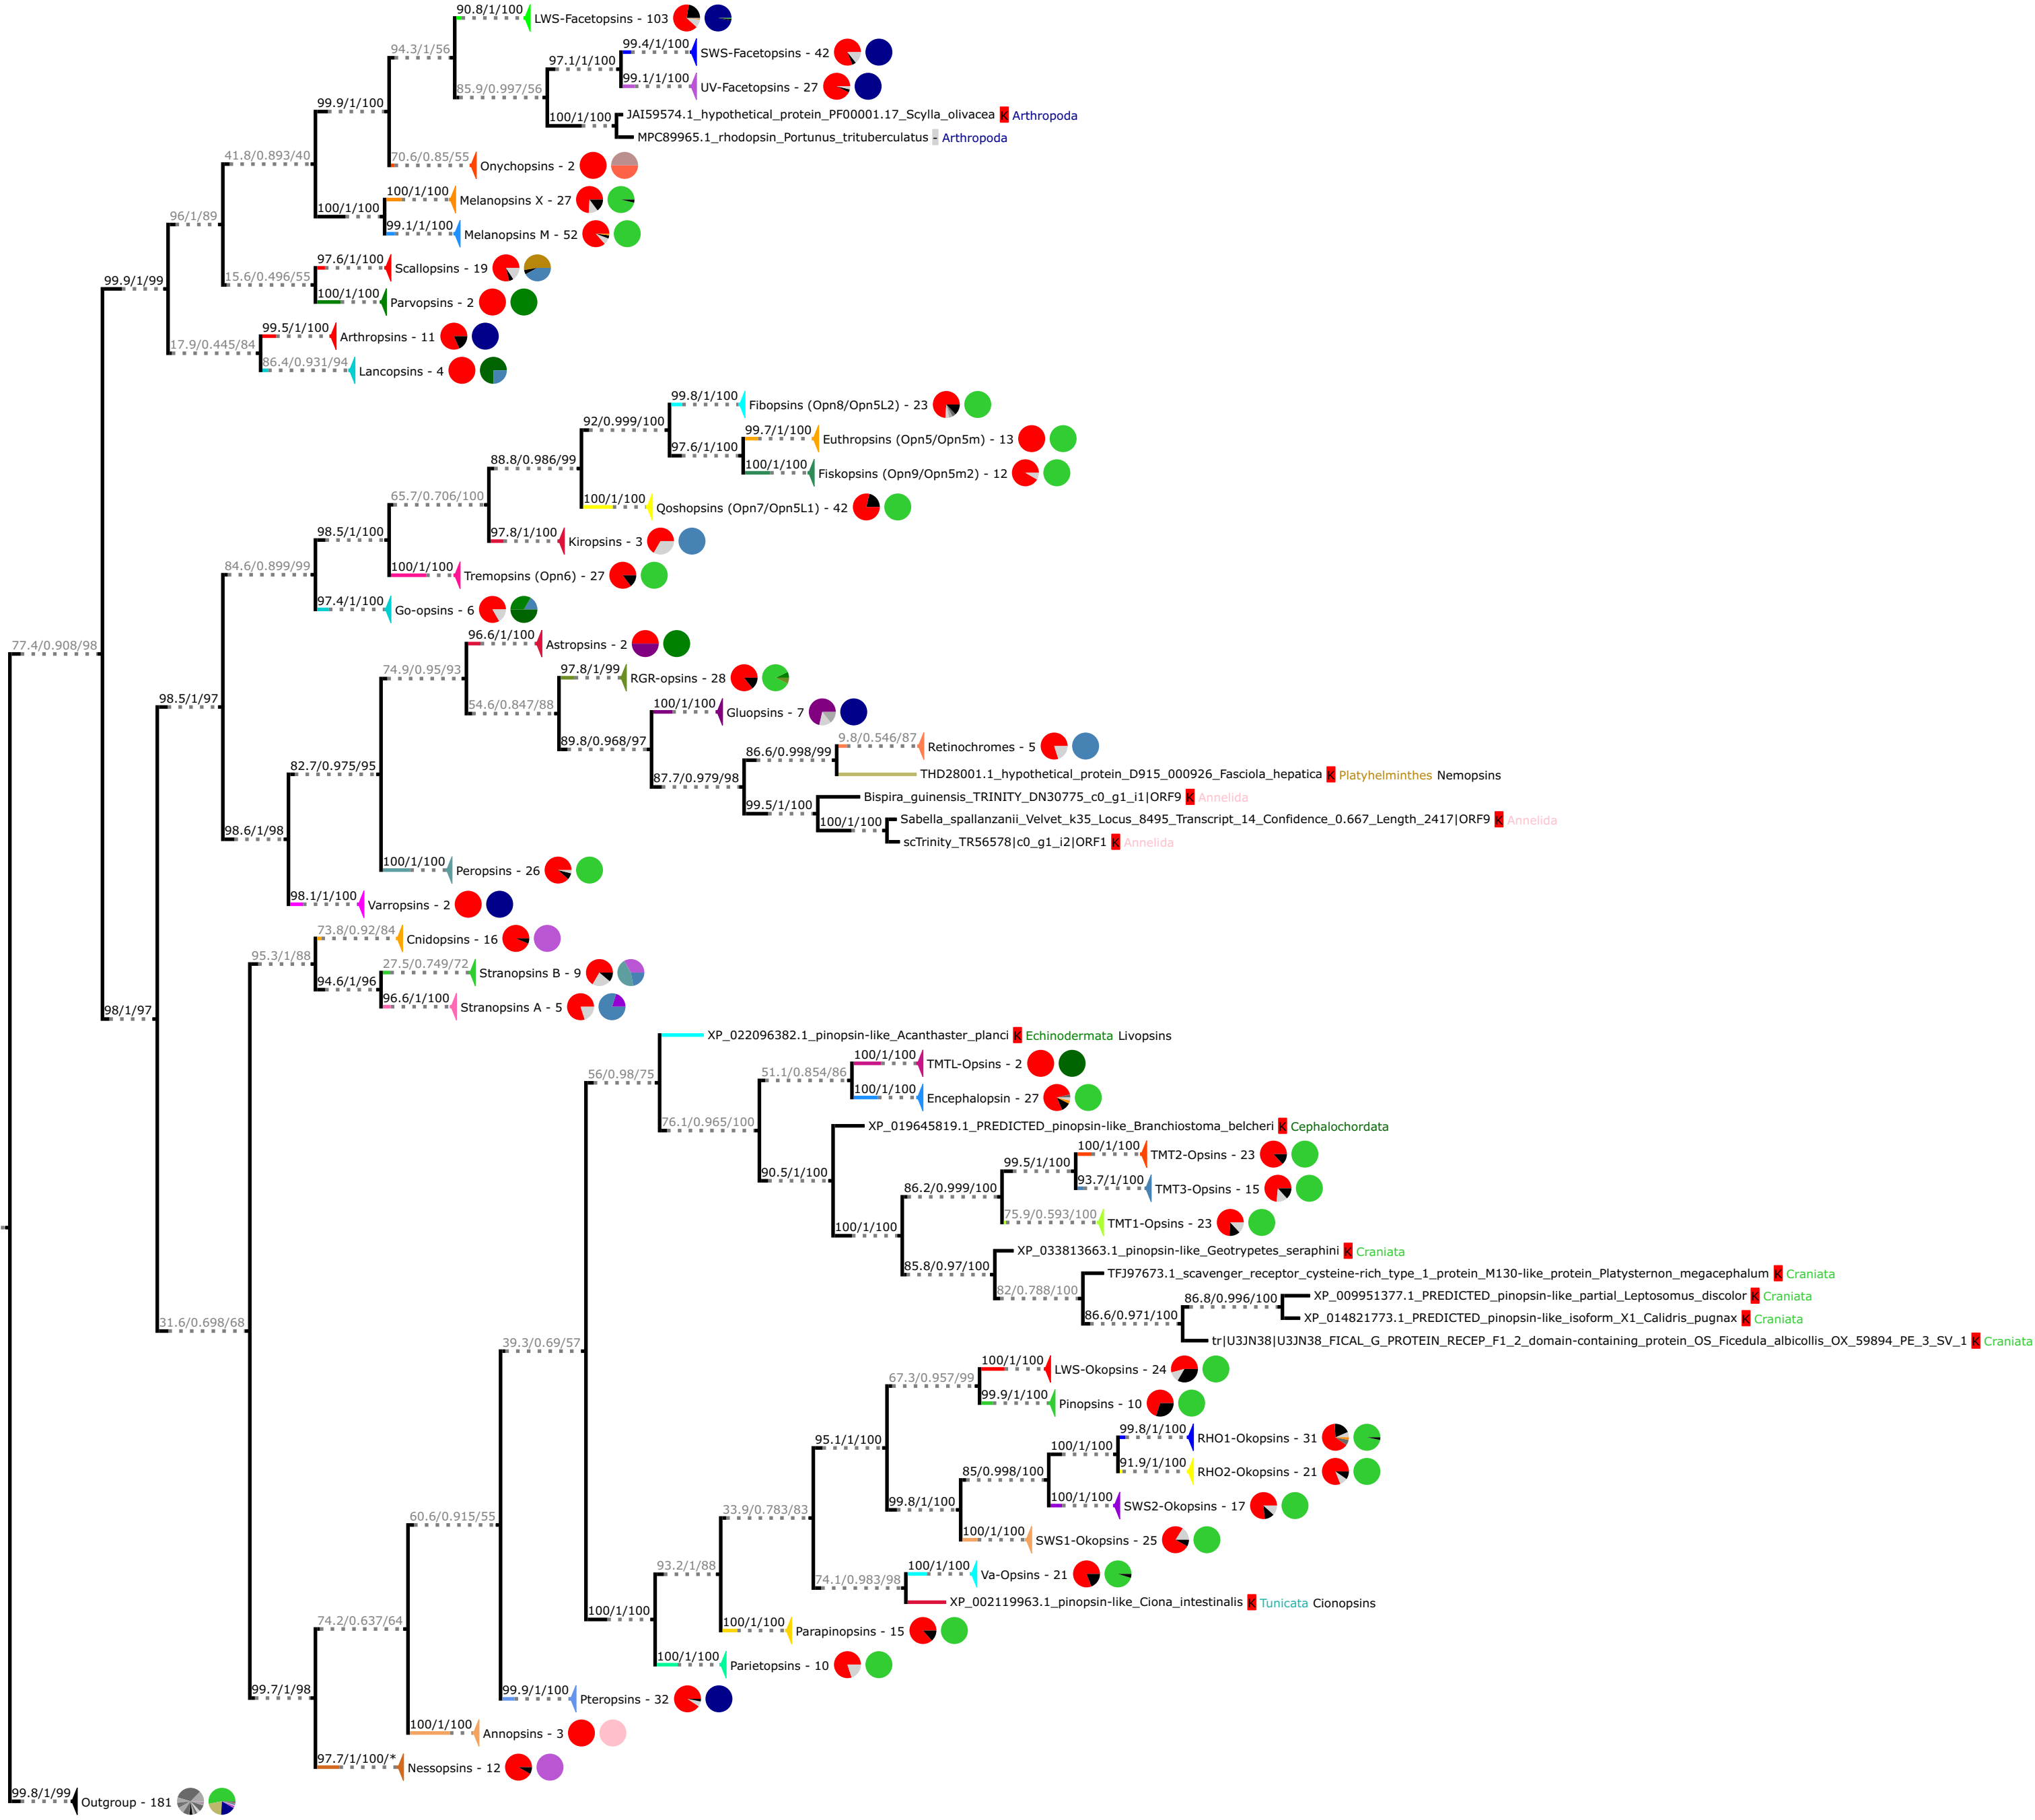 90.8/1/100
LWS-Facetopsins - 103
94.3/1/56
99.4/1/100
SWS-Facetopsins - 42
97.1/1/100
99.1/1/100
UV-Facetopsins - 27
85.9/0.997/56
99.9/1/100
100/1/100
JAI59574.1_hypothetical_protein_PF00001.17_Scylla_olivacea K Arthropoda
MPC89965.1_rhodopsin_Portunus_trituberculatus - Arthropoda
41.8/0.893/40
70.6/0.85/55
Onychopsins - 2
100/1/100
Melanopsins X - 27
100/1/100
96/1/89
99.1/1/100
Melanopsins M - 52
97.6/1/100
Scallopsins - 19
15.6/0.496/55
99.9/1/99
100/1/100
Parvopsins - 2
99.5/1/100
Arthropsins - 11
17.9/0.445/84
86.4/0.931/94
Lancopsins - 4
99.8/1/100
Fibopsins (Opn8/Opn5L2) - 23
92/0.999/100
99.7/1/100
Euthropsins (Opn5/Opn5m) - 13
97.6/1/100
88.8/0.986/99
100/1/100
Fiskopsins (Opn9/Opn5m2) - 12
65.7/0.706/100
100/1/100
Qoshopsins (Opn7/Opn5L1) - 42
98.5/1/100
97.8/1/100
Kiropsins - 3
84.6/0.899/99
100/1/100
Tremopsins (Opn6) - 27
97.4/1/100
Go-opsins - 6
77.4/0.908/98
96.6/1/100
Astropsins - 2
74.9/0.95/93
97.8/1/99
RGR-opsins - 28
98.5/1/97
54.6/0.847/88
100/1/100
Gluopsins - 7
89.8/0.968/97
9.8/0.546/87
Retinochromes - 5
86.6/0.998/99
82.7/0.975/95
THD28001.1_hypothetical_protein_D915_000926_Fasciola_hepatica K Platyhelminthes Nemopsins
87.7/0.979/98
Bispira_guinensis_TRINITY_DN30775_c0_g1_i1|ORF9 K Annelida
99.5/1/100
Sabella_spallanzanii_Velvet_k35_Locus_8495_Transcript_14_Confidence_0.667_Length_2417|ORF9 K Annelida
100/1/100
98.6/1/98
scTrinity_TR56578|c0_g1_i2|ORF1 K Annelida
100/1/100
Peropsins - 26
98.1/1/100
Varropsins - 2
73.8/0.92/84
Cnidopsins - 16
95.3/1/88
27.5/0.749/72
Stranopsins B - 9
94.6/1/96
98/1/97
96.6/1/100
Stranopsins A - 5
XP_022096382.1_pinopsin-like_Acanthaster_planci K Echinodermata Livopsins
100/1/100
TMTL-Opsins - 2
56/0.98/75
51.1/0.854/86
100/1/100
Encephalopsin - 27
76.1/0.965/100
XP_019645819.1_PREDICTED_pinopsin-like_Branchiostoma_belcheri K Cephalochordata
100/1/100
TMT2-Opsins - 23
99.5/1/100
90.5/1/100
93.7/1/100
TMT3-Opsins - 15
86.2/0.999/100
75.9/0.593/100
TMT1-Opsins - 23
100/1/100
XP_033813663.1_pinopsin-like_Geotrypetes_seraphini K Craniata
85.8/0.97/100
TFJ97673.1_scavenger_receptor_cysteine-rich_type_1_protein_M130-like_protein_Platysternon_megacephalum K Craniata
82/0.788/100
XP_009951377.1_PREDICTED_pinopsin-like_partial_Leptosomus_discolor K Craniata
86.8/0.996/100
86.6/0.971/100
XP_014821773.1_PREDICTED_pinopsin-like_isoform_X1_Calidris_pugnax K Craniata
31.6/0.698/68
tr|U3JN38|U3JN38_FICAL_G_PROTEIN_RECEP_F1_2_domain-containing_protein_OS_Ficedula_albicollis_OX_59894_PE_3_SV_1 K Craniata
39.3/0.69/57
100/1/100
LWS-Okopsins - 24
67.3/0.957/99
99.9/1/100
Pinopsins - 10
99.8/1/100
RHO1-Okopsins - 31
95.1/1/100
100/1/100
91.9/1/100
RHO2-Okopsins - 21
85/0.998/100
99.8/1/100
100/1/100
SWS2-Okopsins - 17
33.9/0.783/83
60.6/0.915/55
100/1/100
SWS1-Okopsins - 25
93.2/1/88
100/1/100
Va-Opsins - 21
74.1/0.983/98
XP_002119963.1_pinopsin-like_Ciona_intestinalis K Tunicata Cionopsins
100/1/100
74.2/0.637/64
100/1/100
Parapinopsins - 15
100/1/100
Parietopsins - 10
99.7/1/98
99.9/1/100
Pteropsins - 32
100/1/100
Annopsins - 3
97.7/1/100/*
Nessopsins - 12
99.8/1/99
Outgroup - 181